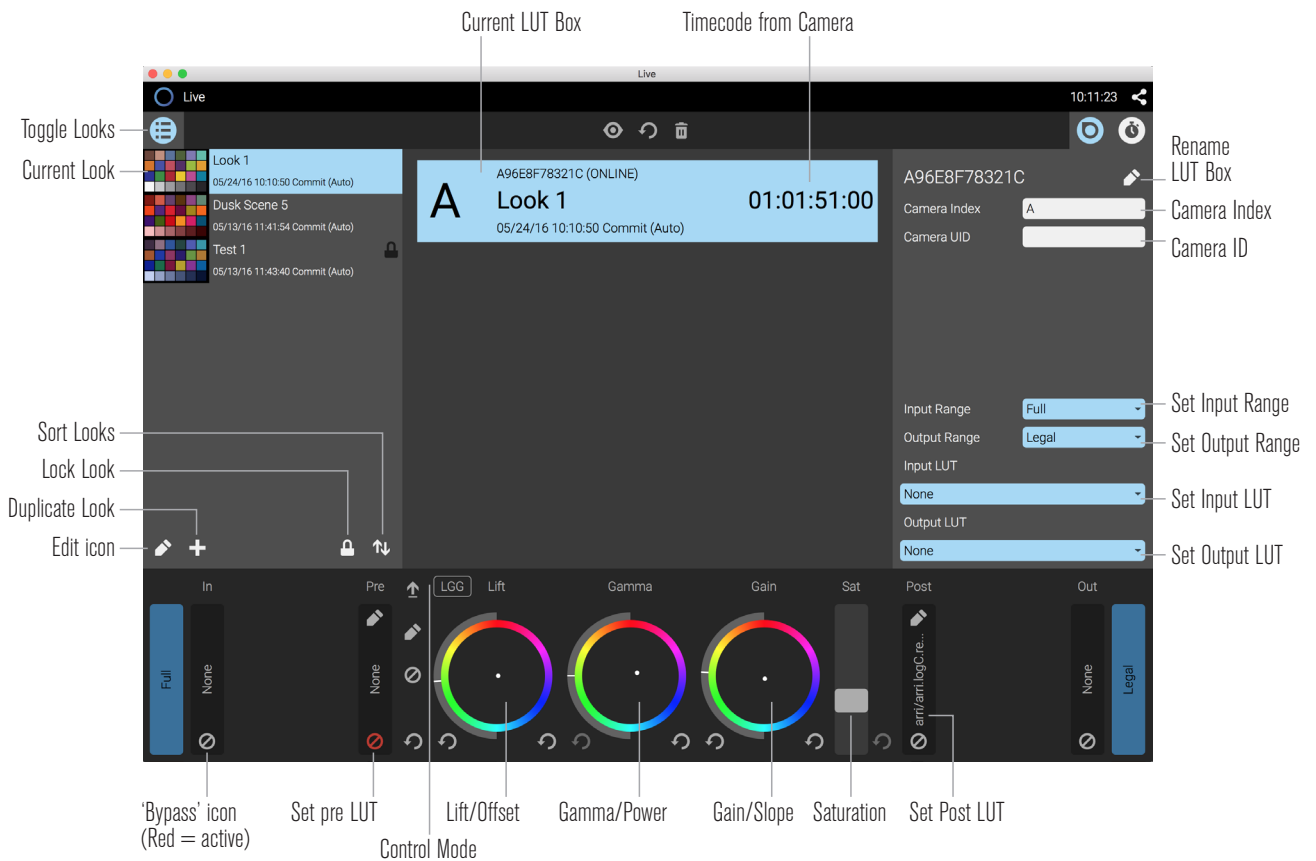 Current LUT Box
Timecode from Camera
Live
Live
10:11:23
Toggle Looks
Current Look
Look 1
05/24/16 10:10:50 Commit (Auto)
Dusk Scene 5
05/13/16 11:41:54 Commit (Auto)
Test 1
05/13/16 11:43:40 Commit (Auto)
A
A96E8F78321C (ONLINE)
Look 1
01:01:51:00
05/24/16 10:10:50 Commit (Auto)
A96E8F78321C
Camera Index
A
Camera UID
Rename
LUT Box
Camera Index
Camera ID
Input Range
Full
Output Range
Legal
Input LUT
None
Output LUT
None
Set Input Range
Set Output Range
Set Input LUT
Set Output LUT
Sort Looks
Lock Look
Duplicate Look
Edit icon
In
Pre
LGG
Lift
Gamma
Gain
Sat
Post
Out
Full
None
None
arri/arri.logC.re...
None
Legal
'Bypass' icon
(Red = active)
Set pre LUT
Control Mode
Lift/Offset
Gamma/Power
Gain/Slope
Saturation
Set Post LUT